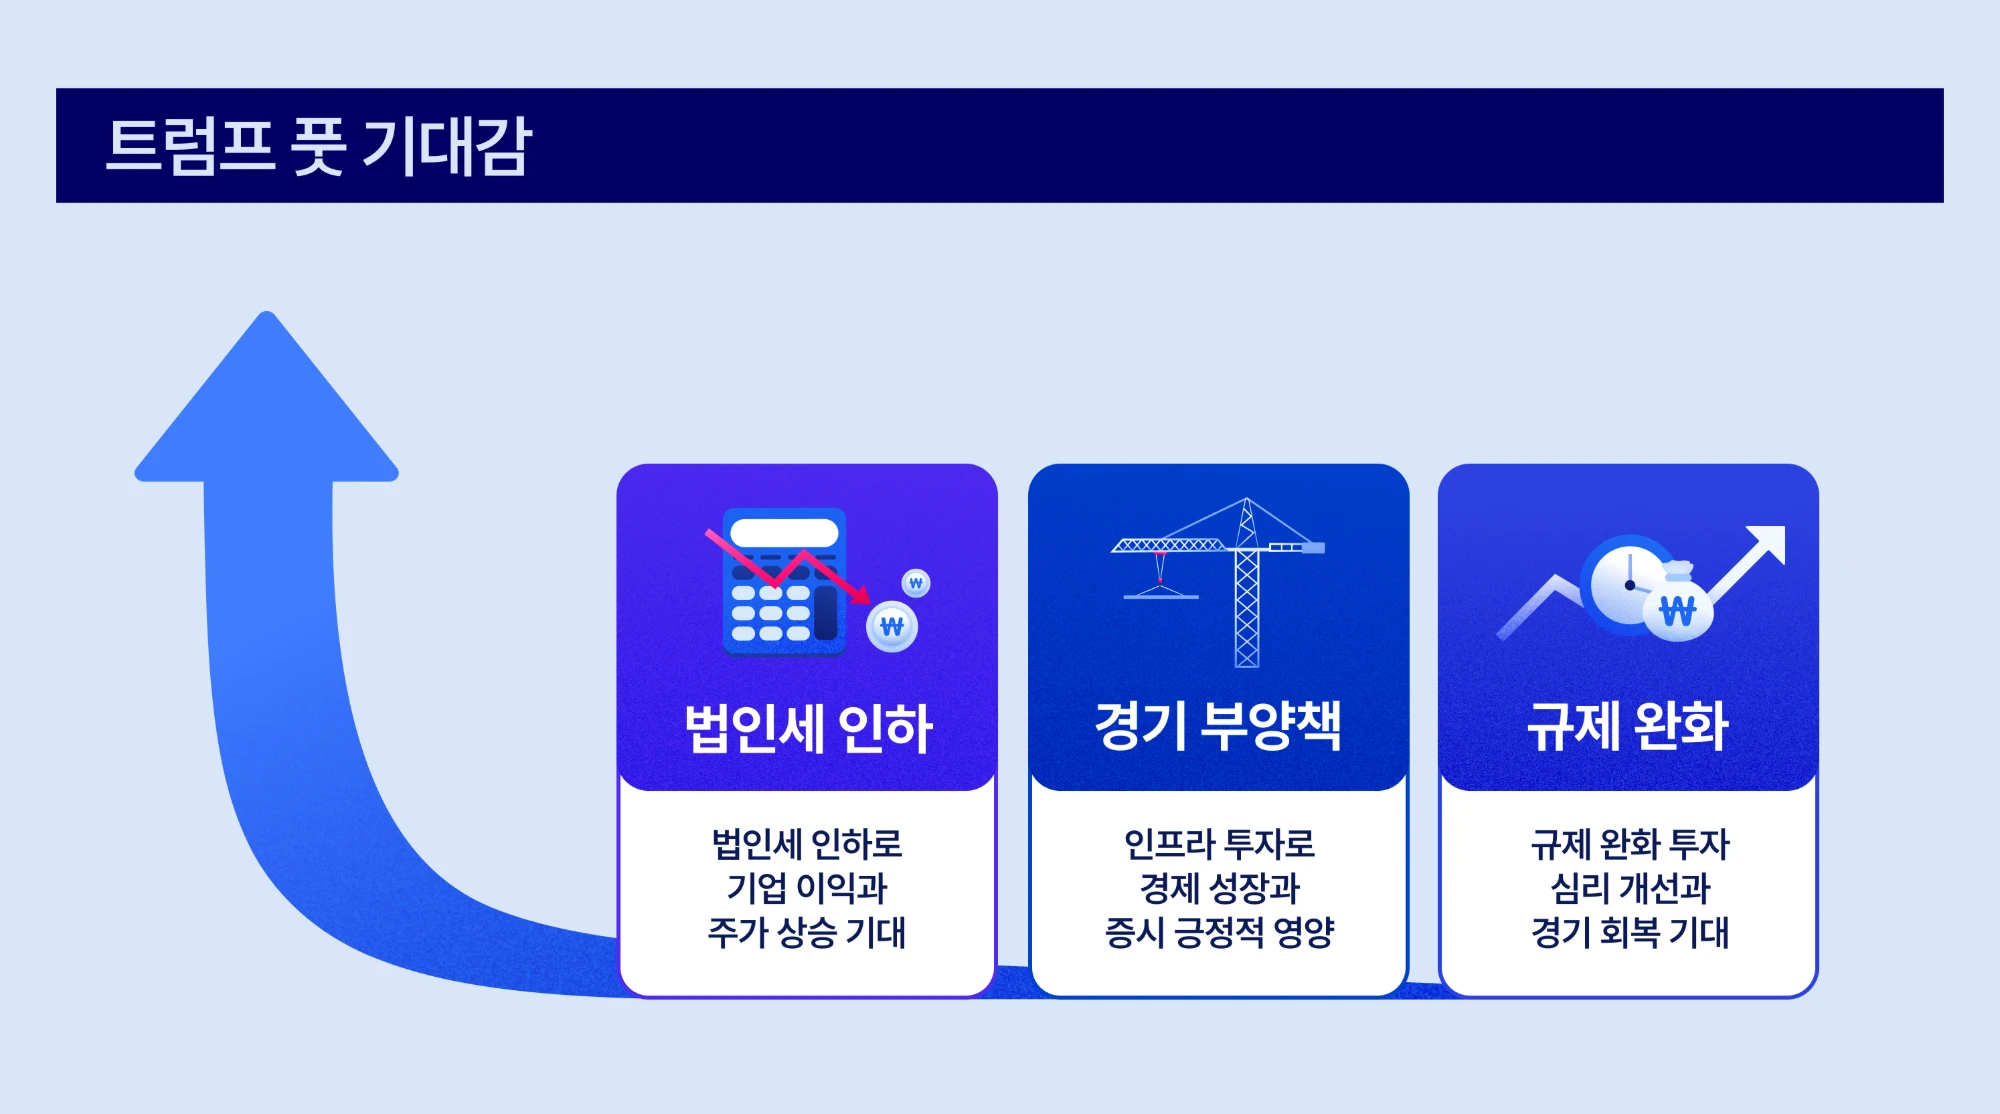 트럼프 풋 기대감
법인세 인하
법인세 인하로
기업 이익과
주가 상승 기대
경기 부양책
인프라 투자로
경제 성장과
증시 긍정적 영양
규제 완화
규제 완화 투자
심리 개선과
경기 회복 기대
₩
₩
₩